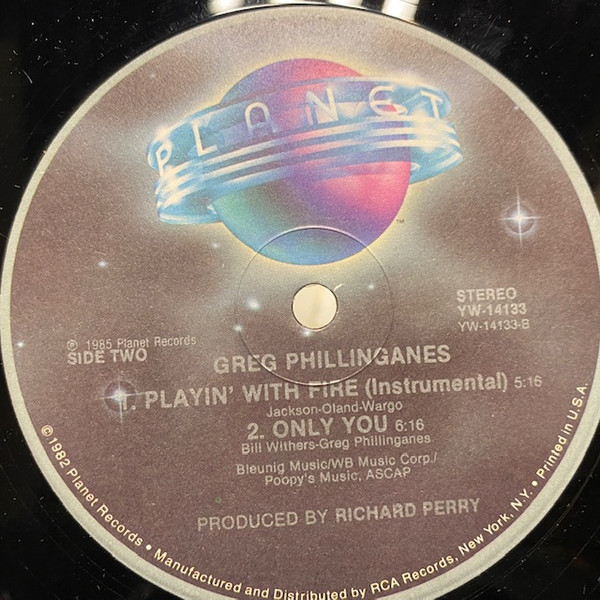 PLANET
™
STEREO
YW-14133
YW-14133-B
℗ 1985 Planet Records
SIDE TWO
GREG PHILLINGANES
1. PLAYIN' WITH FIRE (Instrumental) 5:16
Jackson-Oland-Wargo
2. ONLY YOU 6:16
Bill Withers-Greg Phillinganes
Bleunig Music/WB Music Corp./
Poopy's Music, ASCAP
PRODUCED BY RICHARD PERRY
©1982 Planet Records • Manufactured and Distributed by RCA Records, New York, N.Y. • Printed in U.S.A.